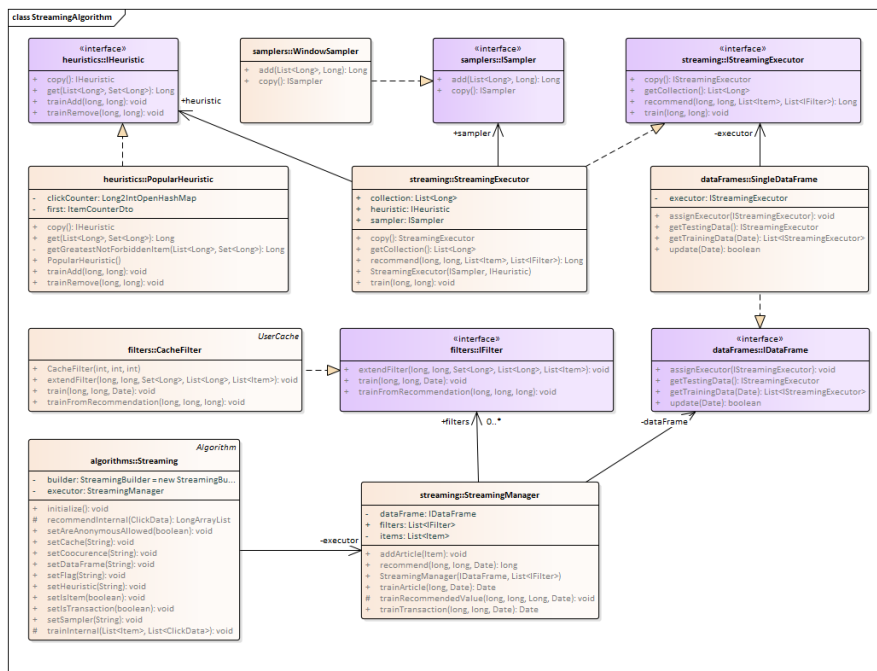 class StreamingAlgorithm
«interface»
heuristics::IHeuristic
+ copy(): IHeuristic
+ get(List<Long>, Set<Long>): Long
+ trainAdd(long, long): void
+ trainRemove(long, long): void
samplers::WindowSampler
+ add(List<Long>, Long): Long
+ copy(): ISampler
«interface»
samplers::ISampler
+ add(List<Long>, Long): Long
+ copy(): ISampler
«interface»
streaming::IStreamingExecutor
+ copy(): IStreamingExecutor
+ getCollection(): List<Long>
+ recommend(long, long, List<Item>, List<IFilter>): Long
+ train(long, long): void
+heuristic
+sampler
-executor
heuristics::PopularHeuristic
- clickCounter: Long2IntOpenHashMap
- first: ItemCounterDto
+ copy(): IHeuristic
+ get(List<Long>, Set<Long>): Long
- getGreatestNotForbiddenItem(List<Long>, Set<Long>): Long
+ PopularHeuristic()
+ trainAdd(long, long): void
+ trainRemove(long, long): void
streaming::StreamingExecutor
+ collection: List<Long>
+ heuristic: IHeuristic
+ sampler: ISampler
+ copy(): StreamingExecutor
+ getCollection(): List<Long>
+ recommend(long, long, List<Item>, List<IFilter>): Long
+ StreamingExecutor(ISampler, IHeuristic)
+ train(long, long): void
dataFrames::SingleDataFrame
- executor: IStreamingExecutor
+ assignExecutor(IStreamingExecutor): void
+ getTestingData(): IStreamingExecutor
+ getTrainingData(Date): List<IStreamingExecutor>
+ update(Date): boolean
UserCache
filters::CacheFilter
+ CacheFilter(int, int, int)
+ extendFilter(long, long, Set<Long>, List<Long>, List<Item>): void
+ train(long, long, Date): void
+ trainFromRecommendation(long, long, long): void
«interface»
filters::IFilter
+ extendFilter(long, long, Set<Long>, List<Long>, List<Item>): void
+ train(long, long, Date): void
+ trainFromRecommendation(long, long, long): void
«interface»
dataFrames::IDataFrame
+ assignExecutor(IStreamingExecutor): void
+ getTestingData(): IStreamingExecutor
+ getTrainingData(Date): List<IStreamingExecutor>
+ update(Date): boolean
+filters 0..*
-dataFrame
Algorithm
algorithms::Streaming
- builder: StreamingBuilder = new StreamingBu...
- executor: StreamingManager
+ initialize(): void
# recommendInternal(ClickData): LongArrayList
+ setAreAnonymousAllowed(boolean): void
+ setCache(String): void
+ setCoocurence(String): void
+ setDataFrame(String): void
+ setFlag(String): void
+ setHeuristic(String): void
+ setIsItem(boolean): void
+ setIsTransaction(boolean): void
+ setSampler(String): void
# trainInternal(List<Item>, List<ClickData>): void
-executor
streaming::StreamingManager
- dataFrame: IDataFrame
+ filters: List<IFilter>
- items: List<Item>
+ addArticle(Item): void
+ recommend(long, long, Date): long
+ StreamingManager(IDataFrame, List<IFilter>)
+ trainArticle(long, Date): Date
# trainRecommendedValue(long, long, Long, Date): void
+ trainTransaction(long, long, Date): Date